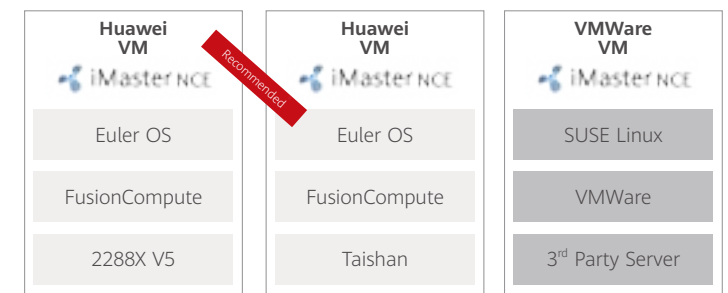 Huawei
VM
iMaster NCE
Euler OS
FusionCompute
2288X V5
Recommended
Huawei
VM
iMaster NCE
Euler OS
FusionCompute
Taishan
VMWare
VM
iMaster NCE
SUSE Linux
VMWare
3rd Party Server